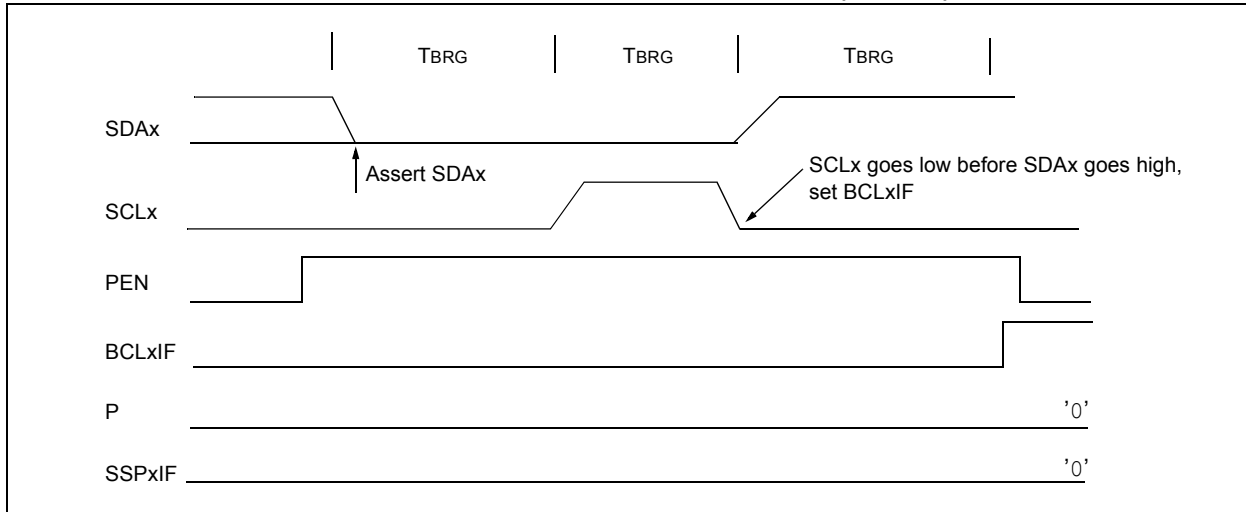 TBRG TBRG TBRG
SDAx
Assert SDAx
SCLx goes low before SDAx goes high,
set BCLxIF
SCLx
PEN
BCLxIF
P
'0'
SSPxIF
'0'